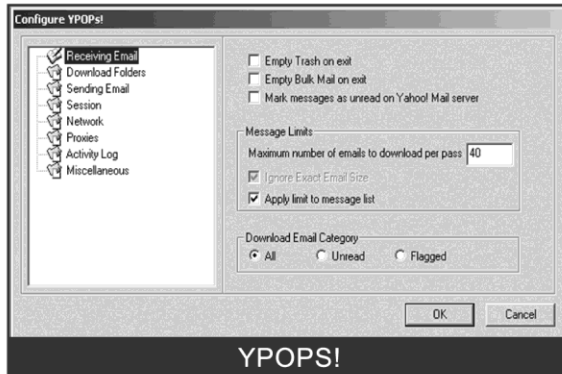 Configure YPOPs!
Receiving Email
Download Folders
Sending Email
Session
Network
Proxies
Activity Log
Miscellaneous
Empty Trash on exit
Empty Bulk Mail on exit
Mark messages as unread on Yahoo! Mail server
Message Limits
Maximum number of emails to download per pass 40
Ignore Exact Email Size
Apply limit to message list
Download Email Category
All Unread Flagged
OK Cancel
YPOPS!